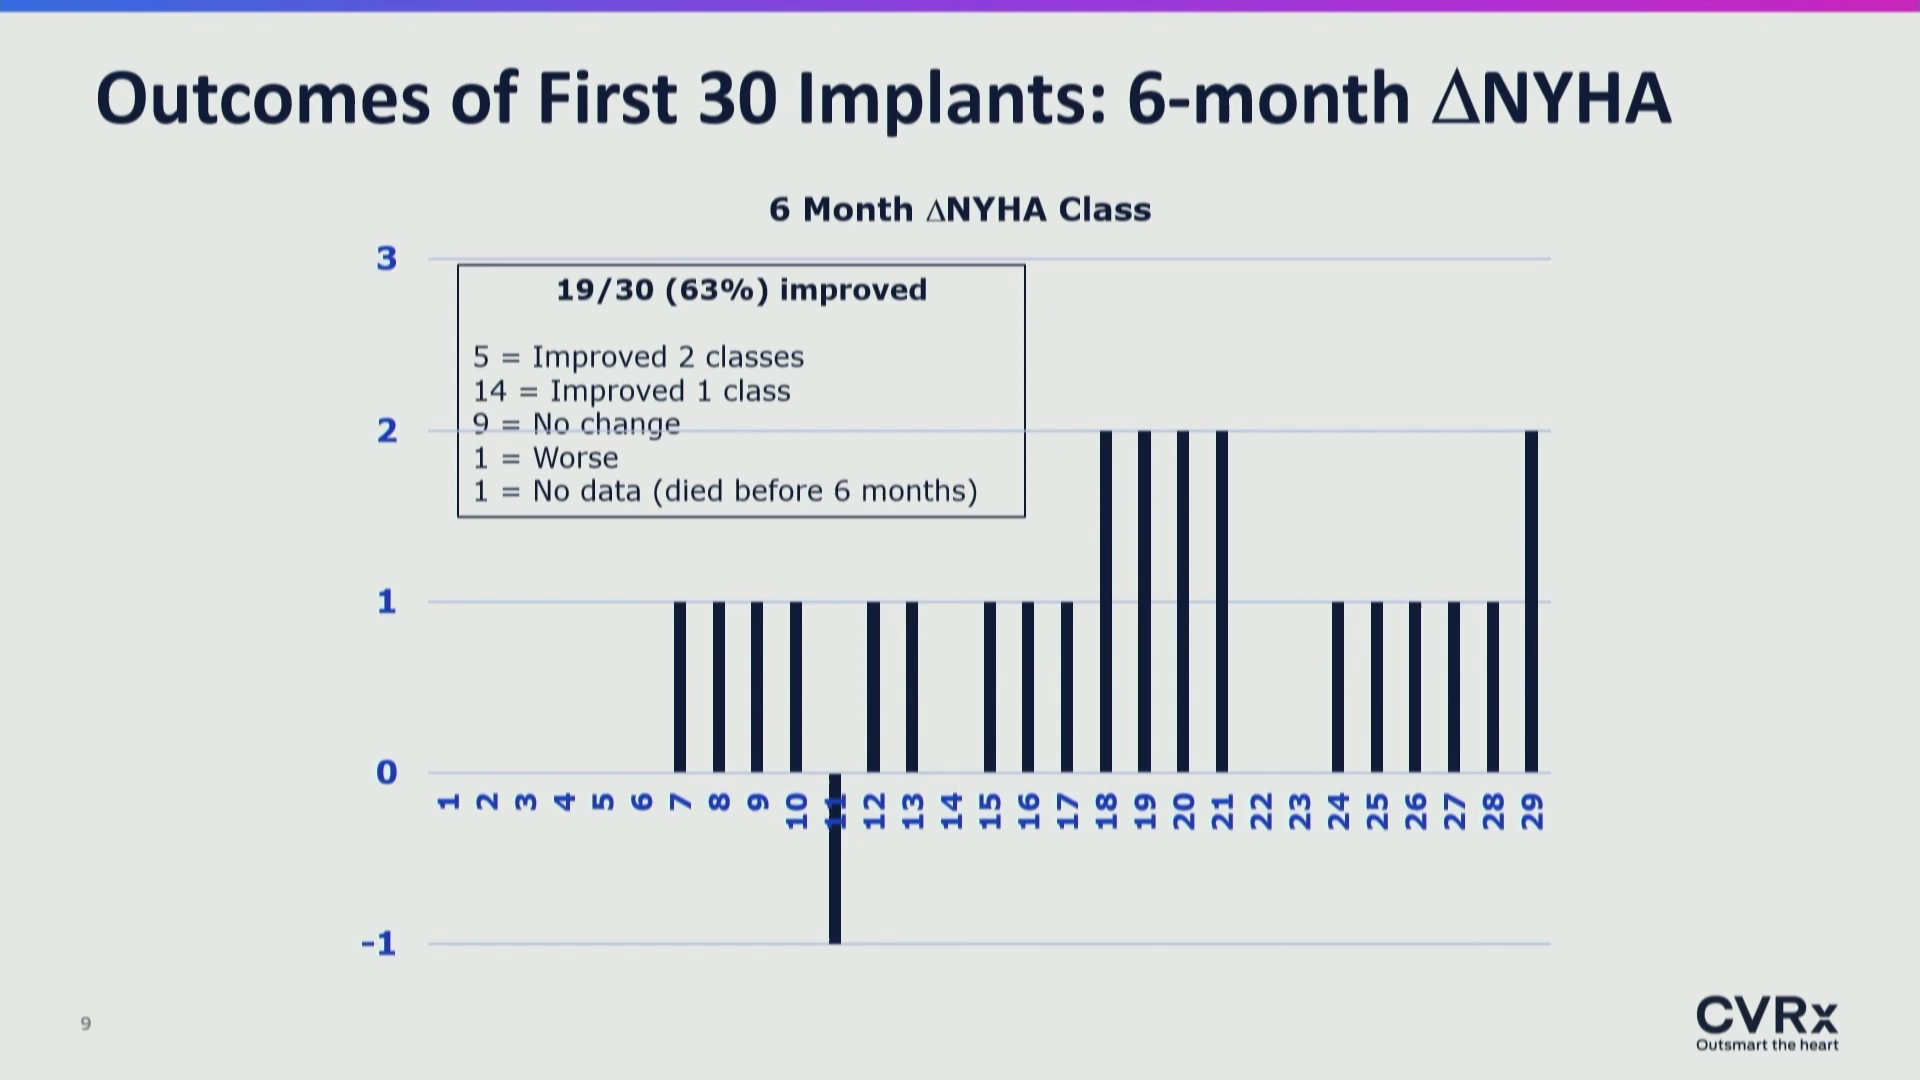 Outcomes of First 30 Implants: 6-month ΔNYHA
6 Month ΔNYHA Class
3
19/30 (63%) improved
5 = Improved 2 classes
14 = Improved 1 class
9 = No change
2
1 = Worse
1 = No data (died before 6 months)
1
0
1 2 3 4 5 6 7 8 9 10 11 12 13 14 15 16 17 18 19 20 21 22 23 24 25 26 27 28 29
-1
9
CVRx
Outsmart the heart